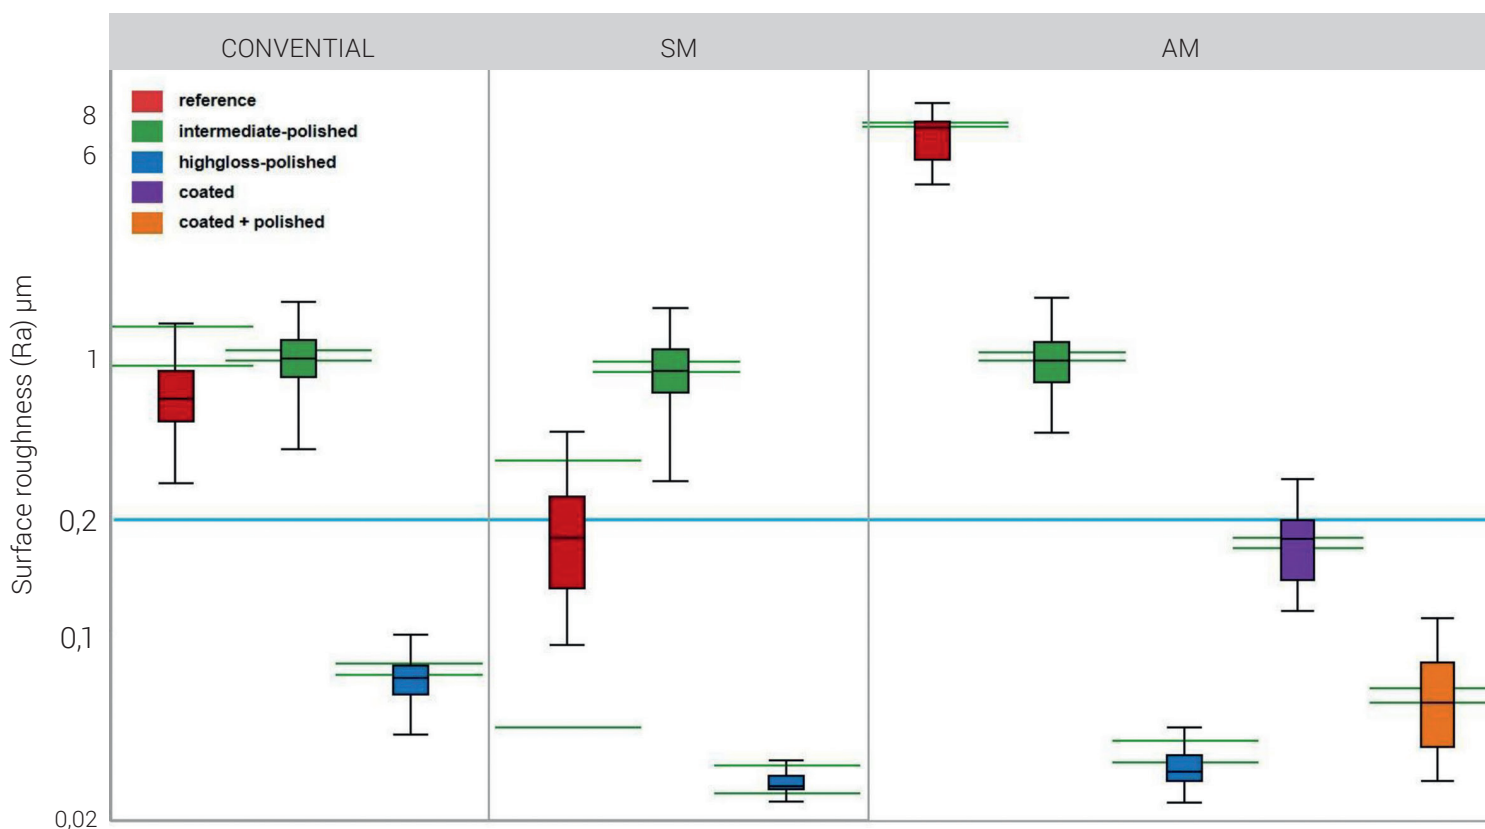 CONVENTIAL SM AM
reference
intermediate-polished
highgloss-polished
coated
coated + polished
Surface roughness (Ra) µm
8
6
1
0,2
0,1
0,02